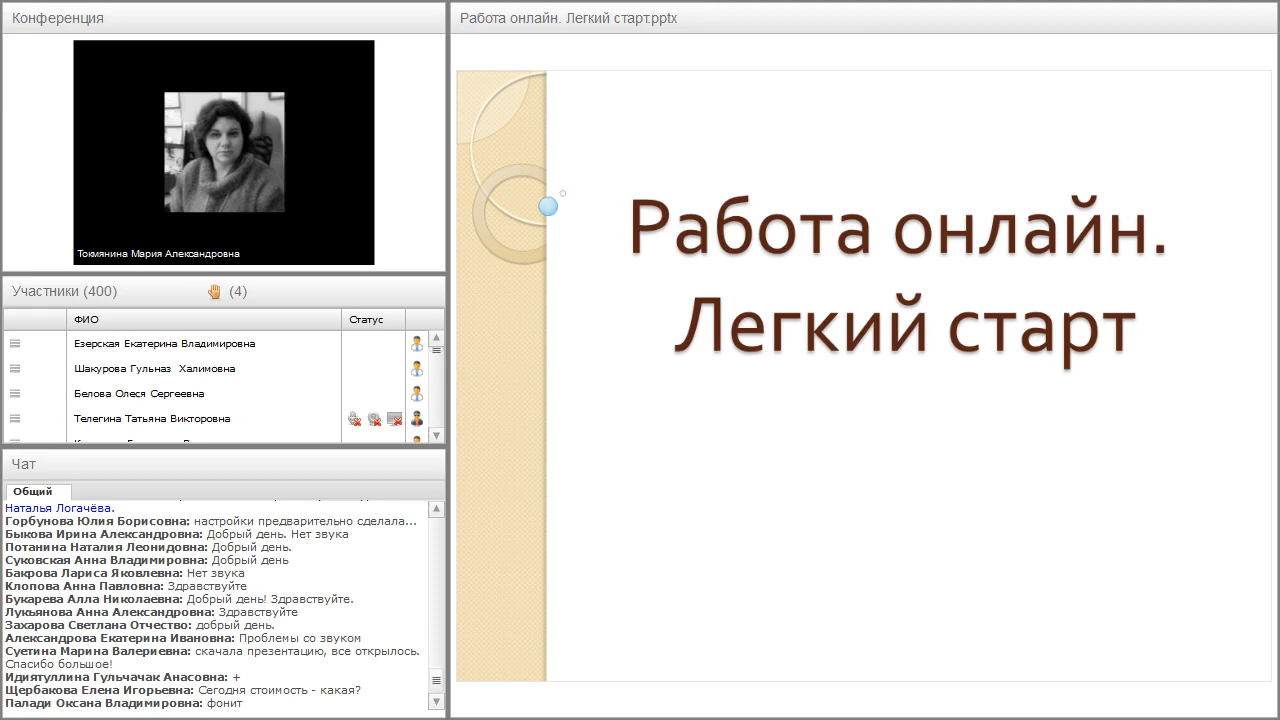 Конференция
Токмянина Мария Александровна
Участники (400)
(4)
ФИО
Статус
Езерская Екатерина Владимировна
Шакурова Гульназ Халимовна
Белова Олеся Сергеевна
Телегина Татьяна Викторовна
Чат
Общий
Наталья Логачёва.
Горбунова Юлия Борисовна: настройки предварительно сделала...
Быкова Ирина Александровна: Добрый день. Нет звука
Потанина Наталия Леонидовна: Добрый день.
Суковская Анна Владимировна: Добрый день
Бакрова Лариса Яковлевна: Нет звука
Клопова Анна Павловна: Здравствуйте
Букарева Алла Николаевна: Добрый день! Здравствуйте.
Лукьянова Анна Александровна: Здравствуйте
Захарова Светлана Отчество: добрый день.
Александрова Екатерина Ивановна: Проблемы со звуком
Суетина Марина Валериевна: скачала презентацию, все открылось.
Спасибо большое!
Идиятуллина Гульчачак Анасовна: +
Щербакова Елена Игорьевна: Сегодня стоимость - какая?
Палади Оксана Владимировна: фонит
Работа онлайн. Легкий старт.pptx
Работа онлайн.
Легкий старт